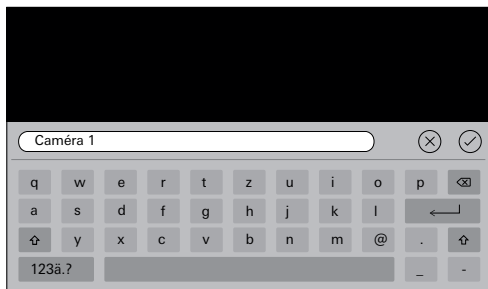 Caméra 1
q w e r t z u i o p
a s d f g h j k l
y x c v b n m @ .
123ä.? _ -